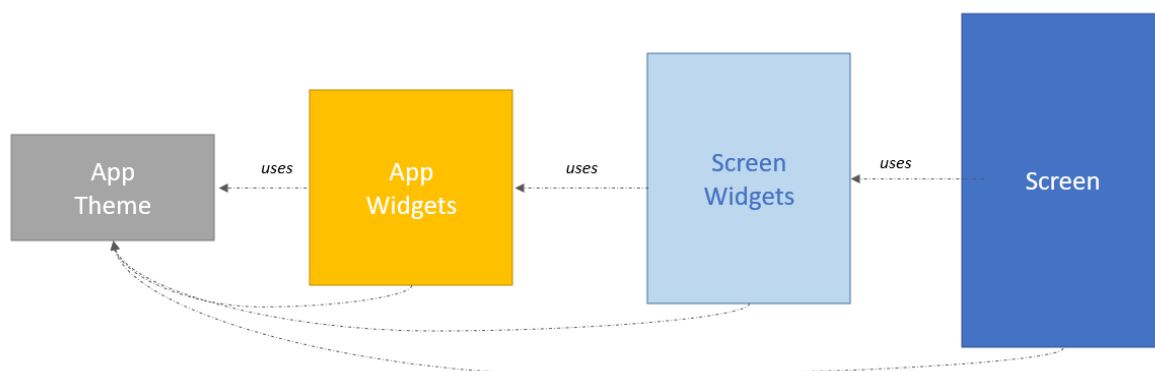 App
Theme
uses
App
Widgets
uses
Screen
Widgets
uses
Screen